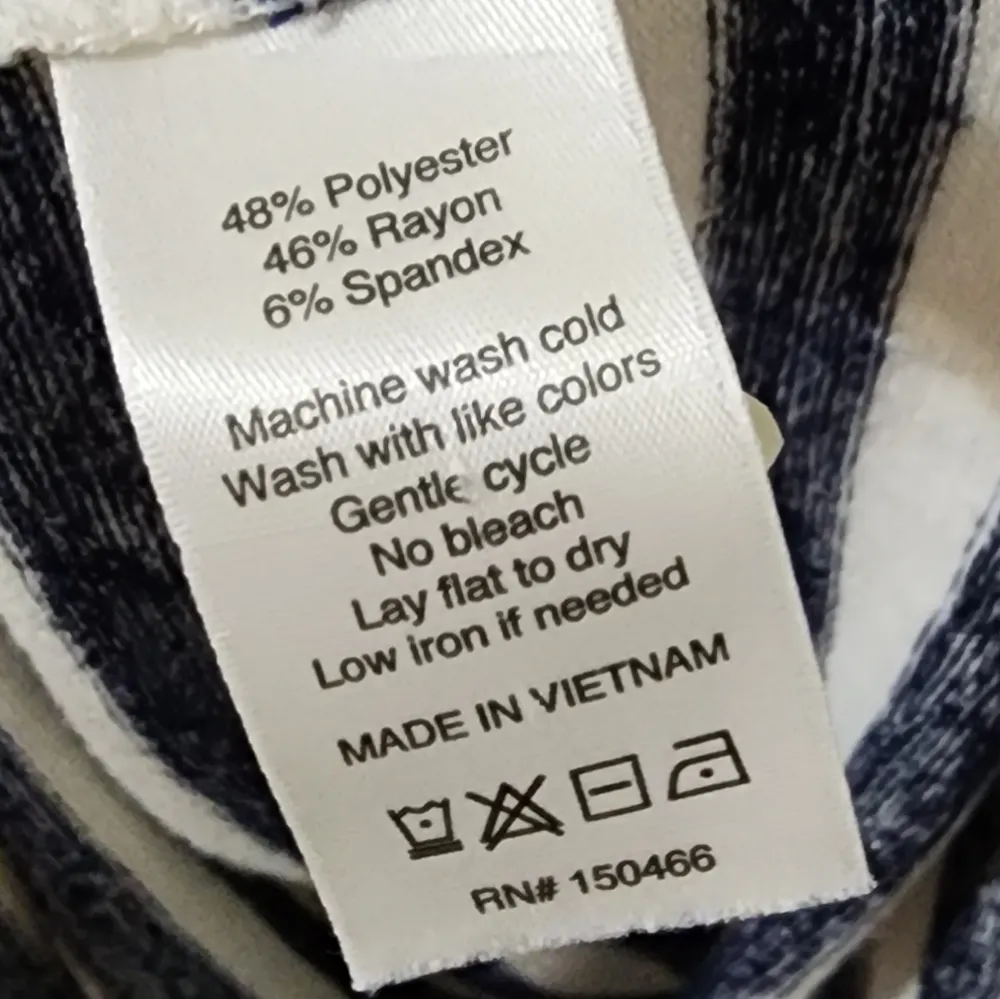 48% Polyester
46% Rayon
6% Spandex
Machine wash cold
Wash with like colors
Gentle cycle
No bleach
Lay flat to dry
Low iron if needed
MADE IN VIETNAM
RN# 150466